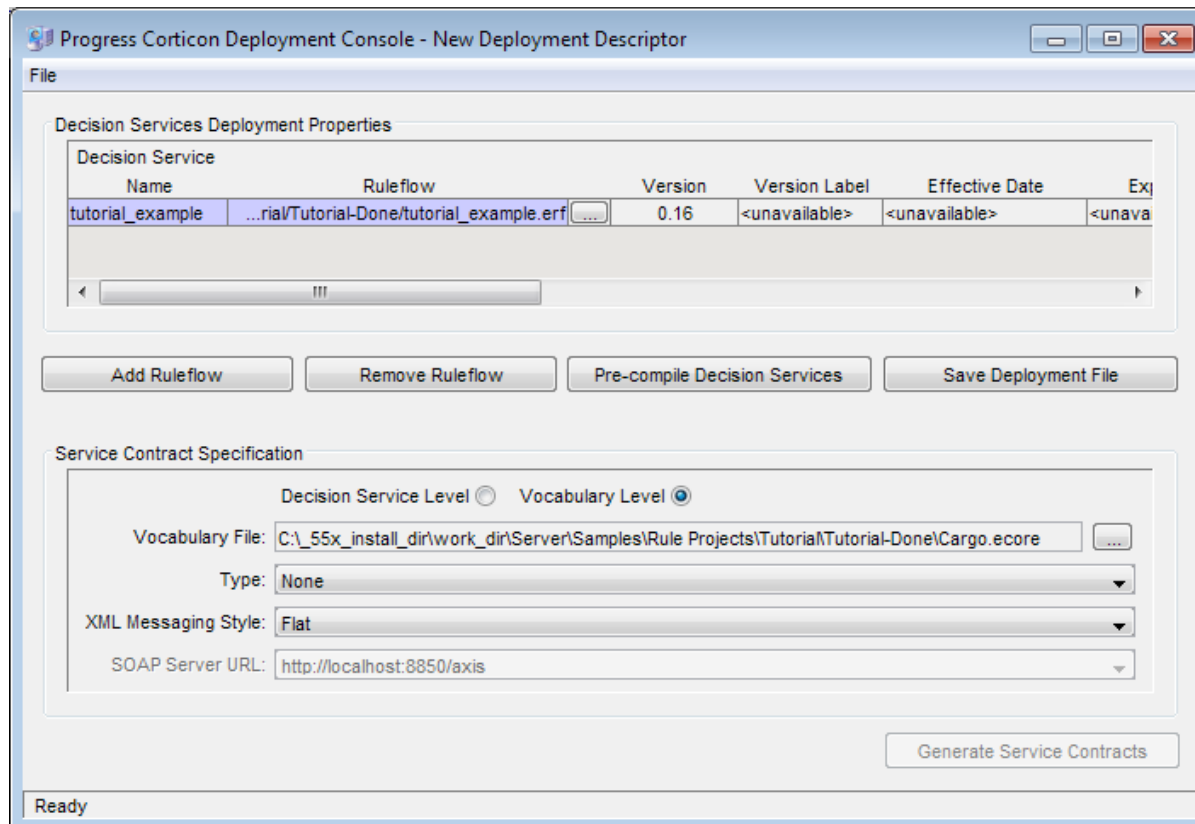 Progress Corticon Deployment Console - New Deployment Descriptor
File
Decision Services Deployment Properties
Decision Service
Name Ruleflow Version Version Label Effective Date Exp
tutorial_example ...rial/Tutorial-Done/tutorial_example.erf ... 0.16 <unavailable> <unavailable> <unavai
Add Ruleflow Remove Ruleflow Pre-compile Decision Services Save Deployment File
Service Contract Specification
Decision Service Level Vocabulary Level
Vocabulary File: C:\_55x_install_dir\work_dir\Server\Samples\Rule Projects\Tutorial\Tutorial-Done\Cargo.ecore ...
Type: None
XML Messaging Style: Flat
SOAP Server URL: http://localhost:8850/axis
Generate Service Contracts
Ready